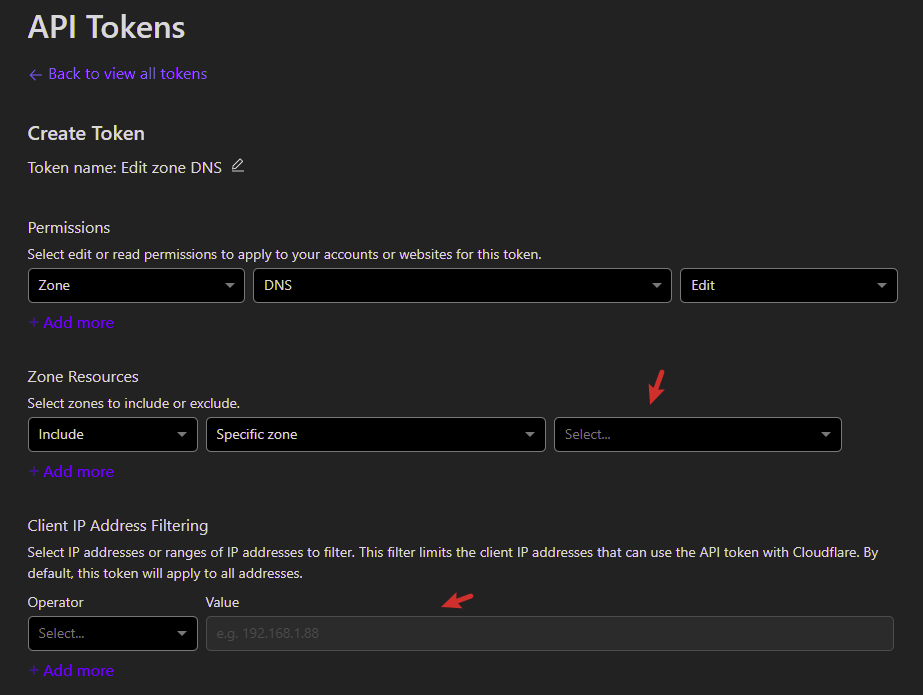 API Tokens
← Back to view all tokens
Create Token
Token name: Edit zone DNS
Permissions
Select edit or read permissions to apply to your accounts or websites for this token.
Zone DNS Edit
+ Add more
Zone Resources
Select zones to include or exclude.
Include Specific zone Select...
+ Add more
Client IP Address Filtering
Select IP addresses or ranges of IP addresses to filter. This filter limits the client IP addresses that can use the API token with Cloudflare. By
default, this token will apply to all addresses.
Operator Value
Select... e.g. 192.168.1.88
+ Add more